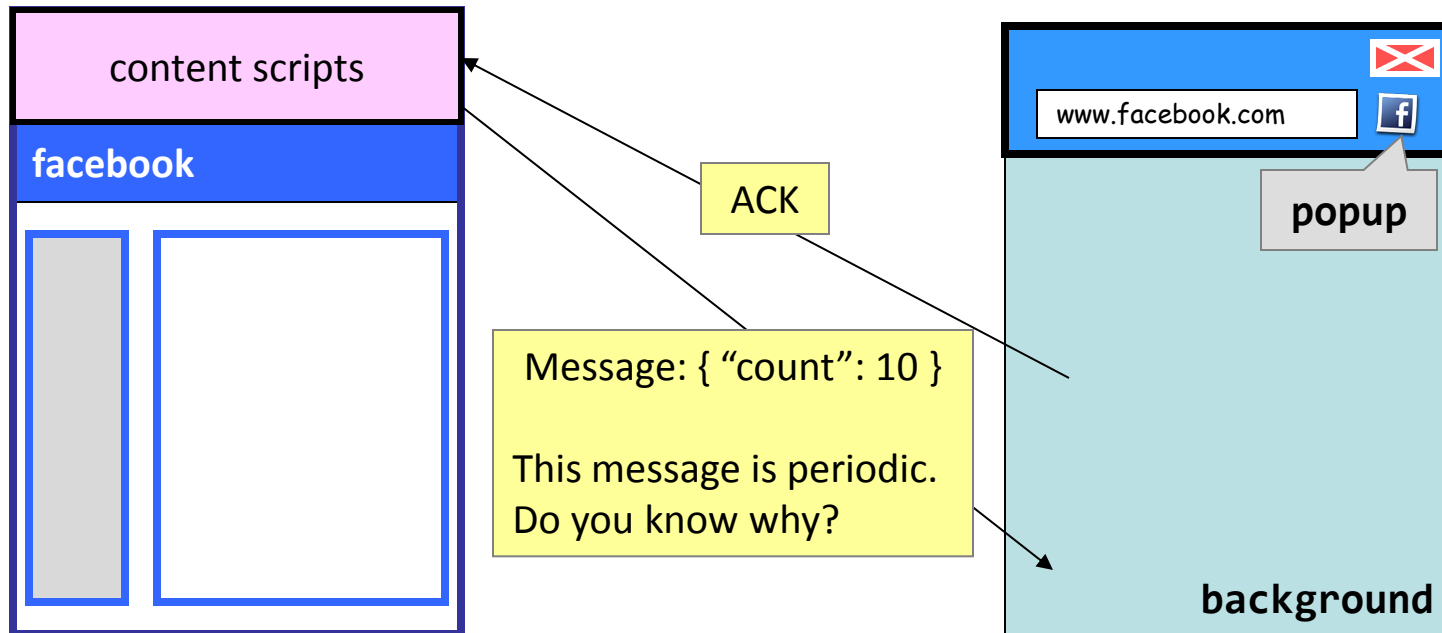 content scripts
facebook
ACK
Message: { “count”: 10 }
This message is periodic.
Do you know why?
www.facebook.com
f
popup
background